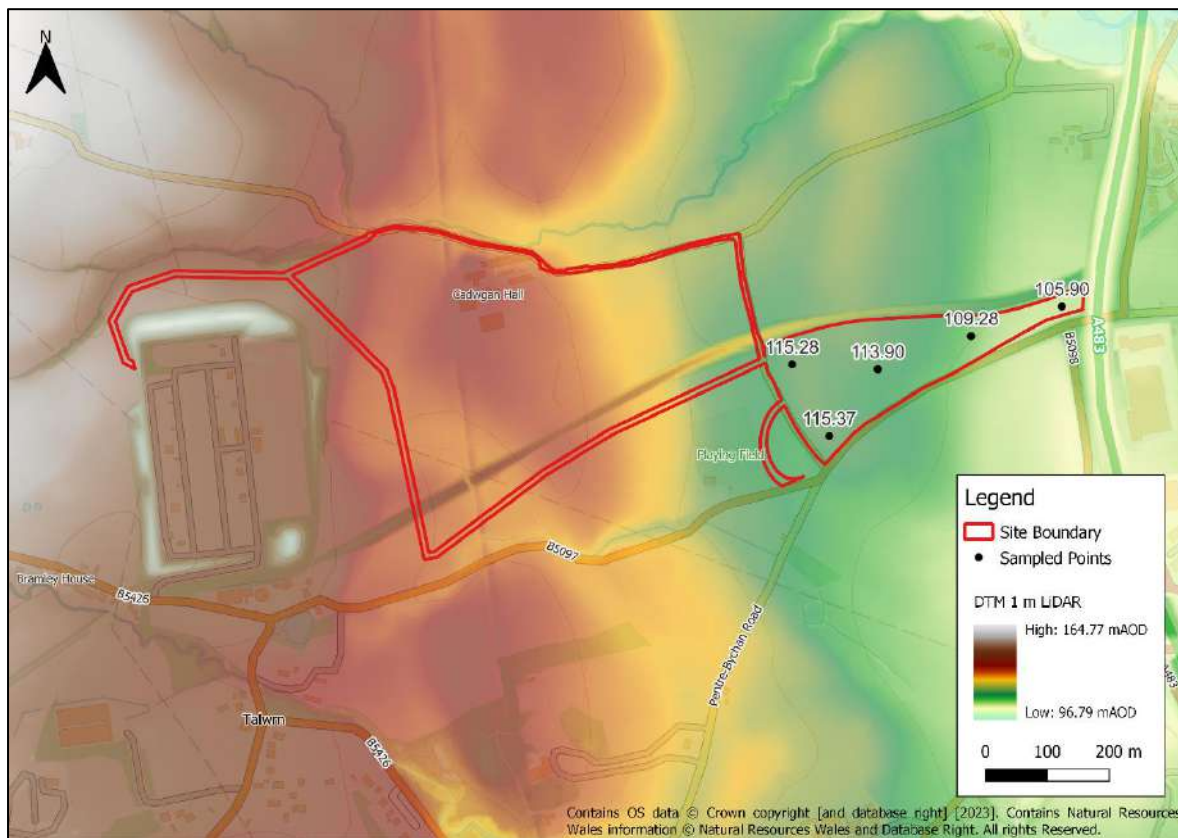 N
Cadwgan Hall
105.90
109.28
A483
B5098
115.28
113.90
115.37
Playing Field
B5097
Bramley House
B5426
Pentre-Bychan Road
Talwrn
B5426
A483
Legend
Site Boundary
Sampled Points
DTM 1 m LiDAR
High: 164.77 mAOD
Low: 96.79 mAOD
0 100 200 m
Contains OS data © Crown copyright [and database right] [2023]. Contains Natural Resources
Wales information © Natural Resources Wales and Database Right. All rights Reserved.